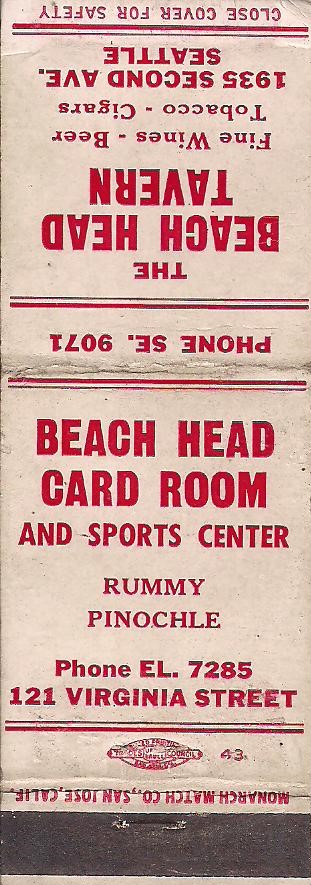 CLOSE COVER FOR SAFETY
THE
BEACH HEAD
TAVERN
Fine Wines - Beer
Tobacco - Cigars
1935 SECOND AVE.
SEATTLE
PHONE SE. 9071
BEACH HEAD
CARD ROOM
AND SPORTS CENTER
RUMMY
PINOCHLE
Phone EL. 7285
121 VIRGINIA STREET
COUNCIL
43
MONARCH MATCH CO., SAN JOSE, CALIF.